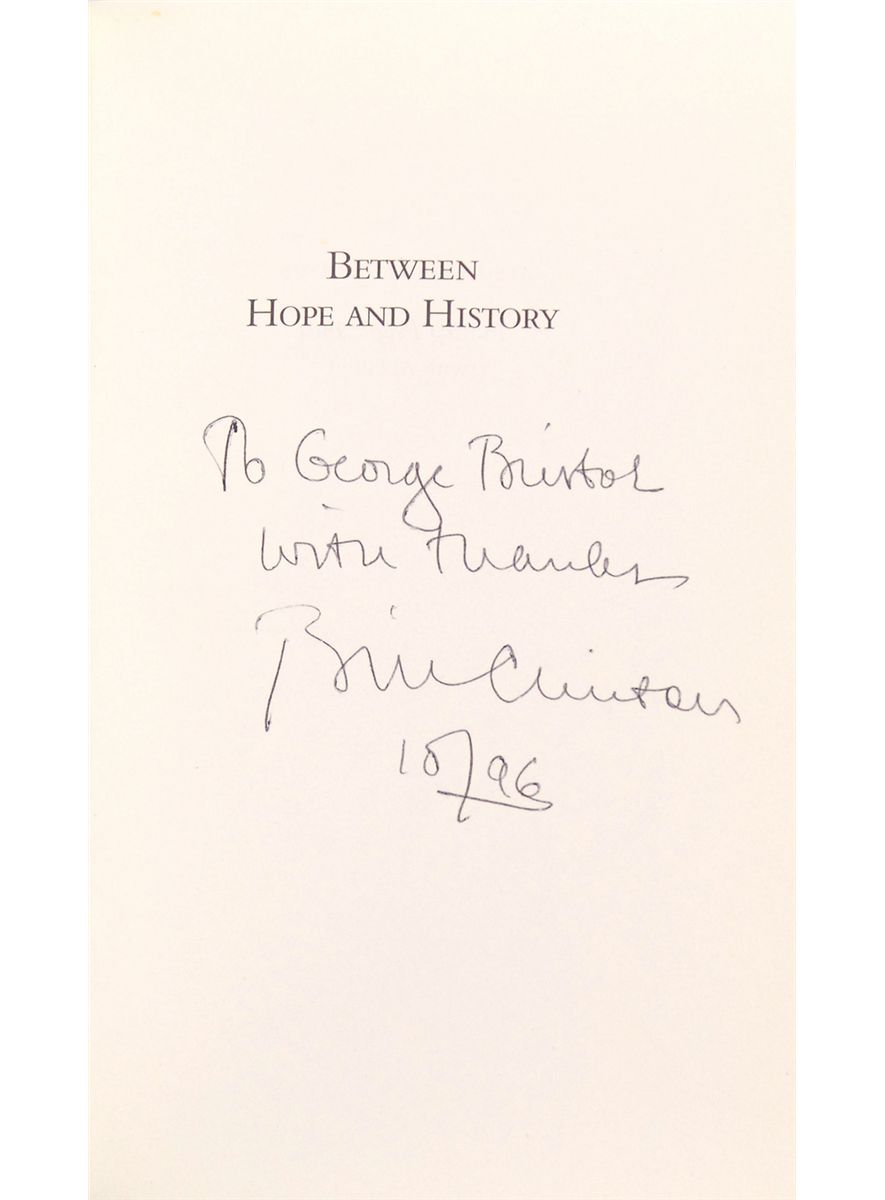 BETWEEN
HOPE AND HISTORY
To George Bristol
With Thanks
Bill Clinton
10/96